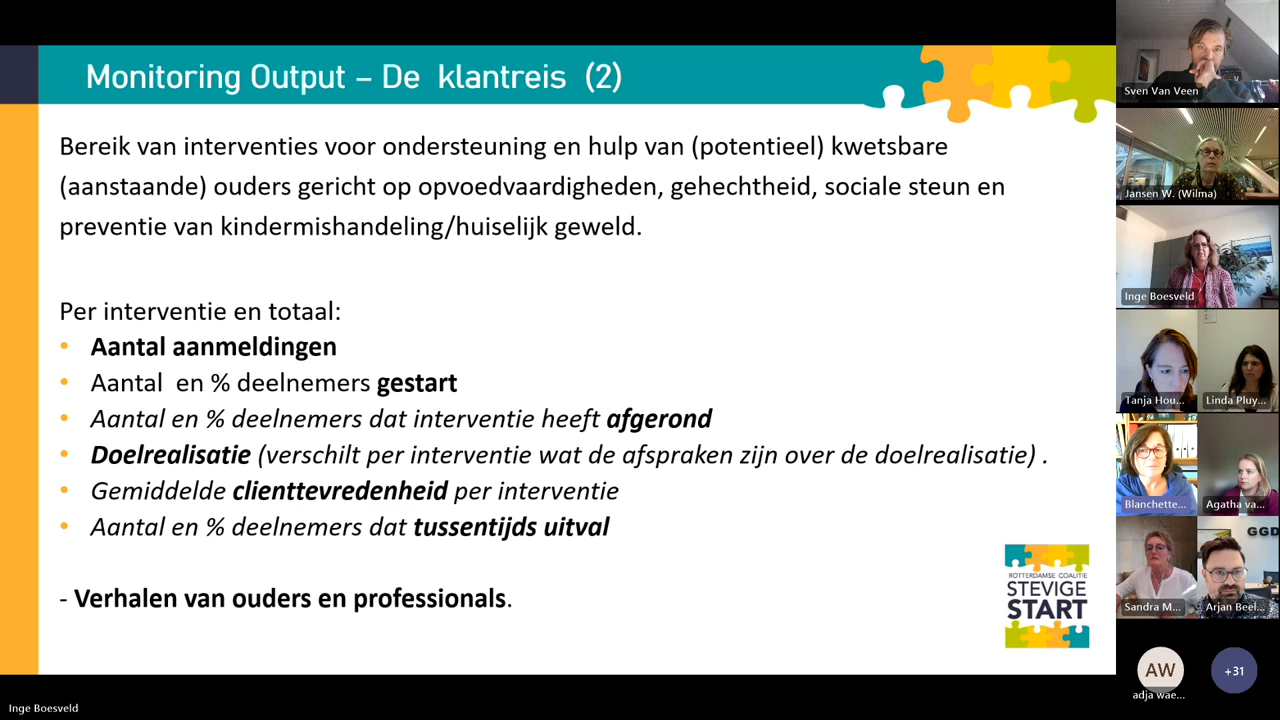 Monitoring Output – De klantreis (2)
Bereik van interventies voor ondersteuning en hulp van (potentieel) kwetsbare
(aanstaande) ouders gericht op opvoedvaardigheden, gehechtheid, sociale steun en
preventie van kindermishandeling/huiselijk geweld.
Per interventie en totaal:
• Aantal aanmeldingen
• Aantal en % deelnemers gestart
• Aantal en % deelnemers dat interventie heeft afgerond
• Doelrealisatie (verschilt per interventie wat de afspraken zijn over de doelrealisatie) .
• Gemiddelde clienttevredenheid per interventie
• Aantal en % deelnemers dat tussentijds uitval
- Verhalen van ouders en professionals.
ROTTERDAMSE COALITIE
STEVIGE
START
Inge Boesveld
Sven Van Veen
Jansen W. (Wilma)
Inge Boesveld
Tanja Hou...
Linda Pluy...
Blanchette...
Agatha va...
GGD
Sandra M...
Arjan Beel...
AW
adja wae...
+31